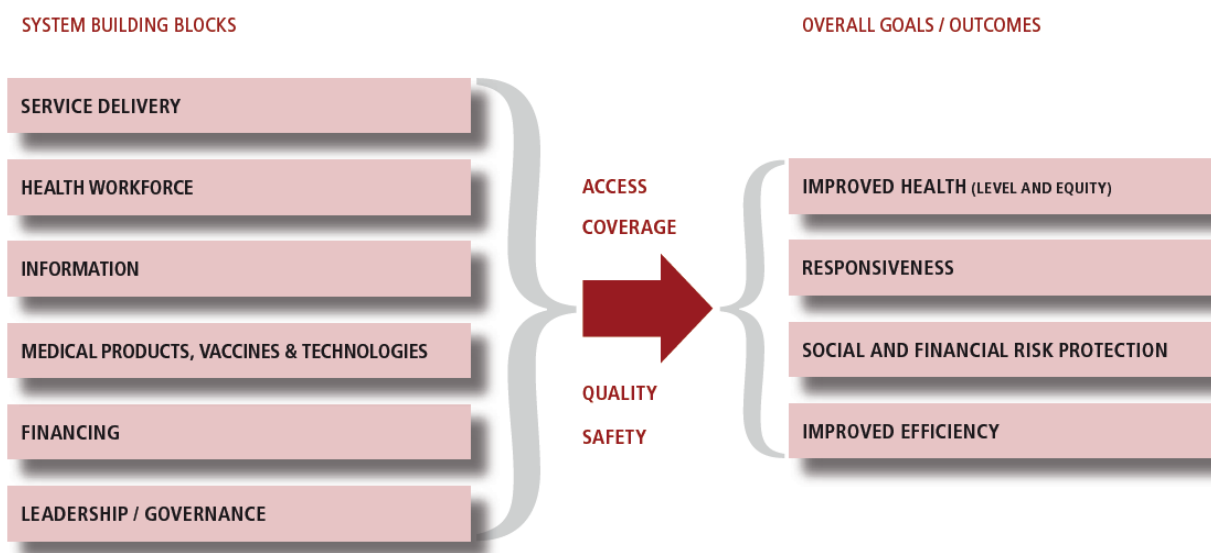 SYSTEM BUILDING BLOCKS
SERVICE DELIVERY
HEALTH WORKFORCE
INFORMATION
MEDICAL PRODUCTS, VACCINES & TECHNOLOGIES
FINANCING
LEADERSHIP / GOVERNANCE
ACCESS
COVERAGE
QUALITY
SAFETY
OVERALL GOALS / OUTCOMES
IMPROVED HEALTH (LEVEL AND EQUITY)
RESPONSIVENESS
SOCIAL AND FINANCIAL RISK PROTECTION
IMPROVED EFFICIENCY